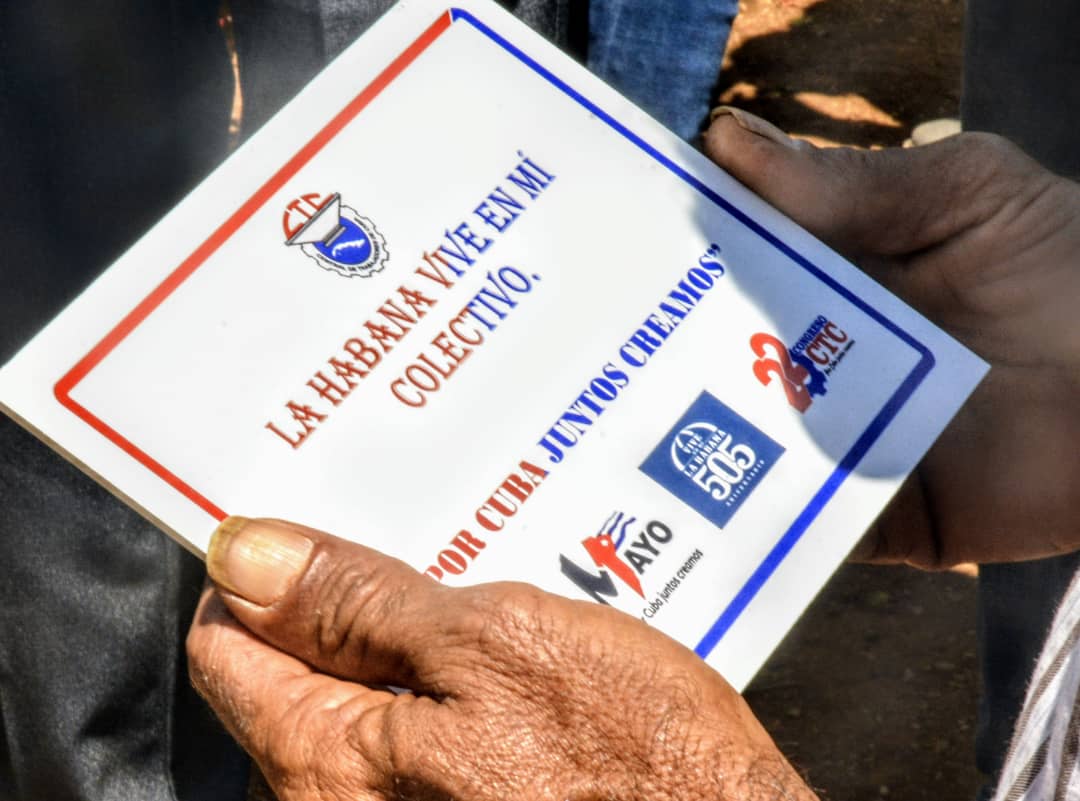 CTC
LA HABANA VIVE EN MÍ
COLECTIVO.
POR CUBA JUNTOS CREAMOS”
1 MAYO
Cuba juntos creamos
VIVE
LA HABANA
505
ANIVERSARIO
22 CONGRESO
CTC